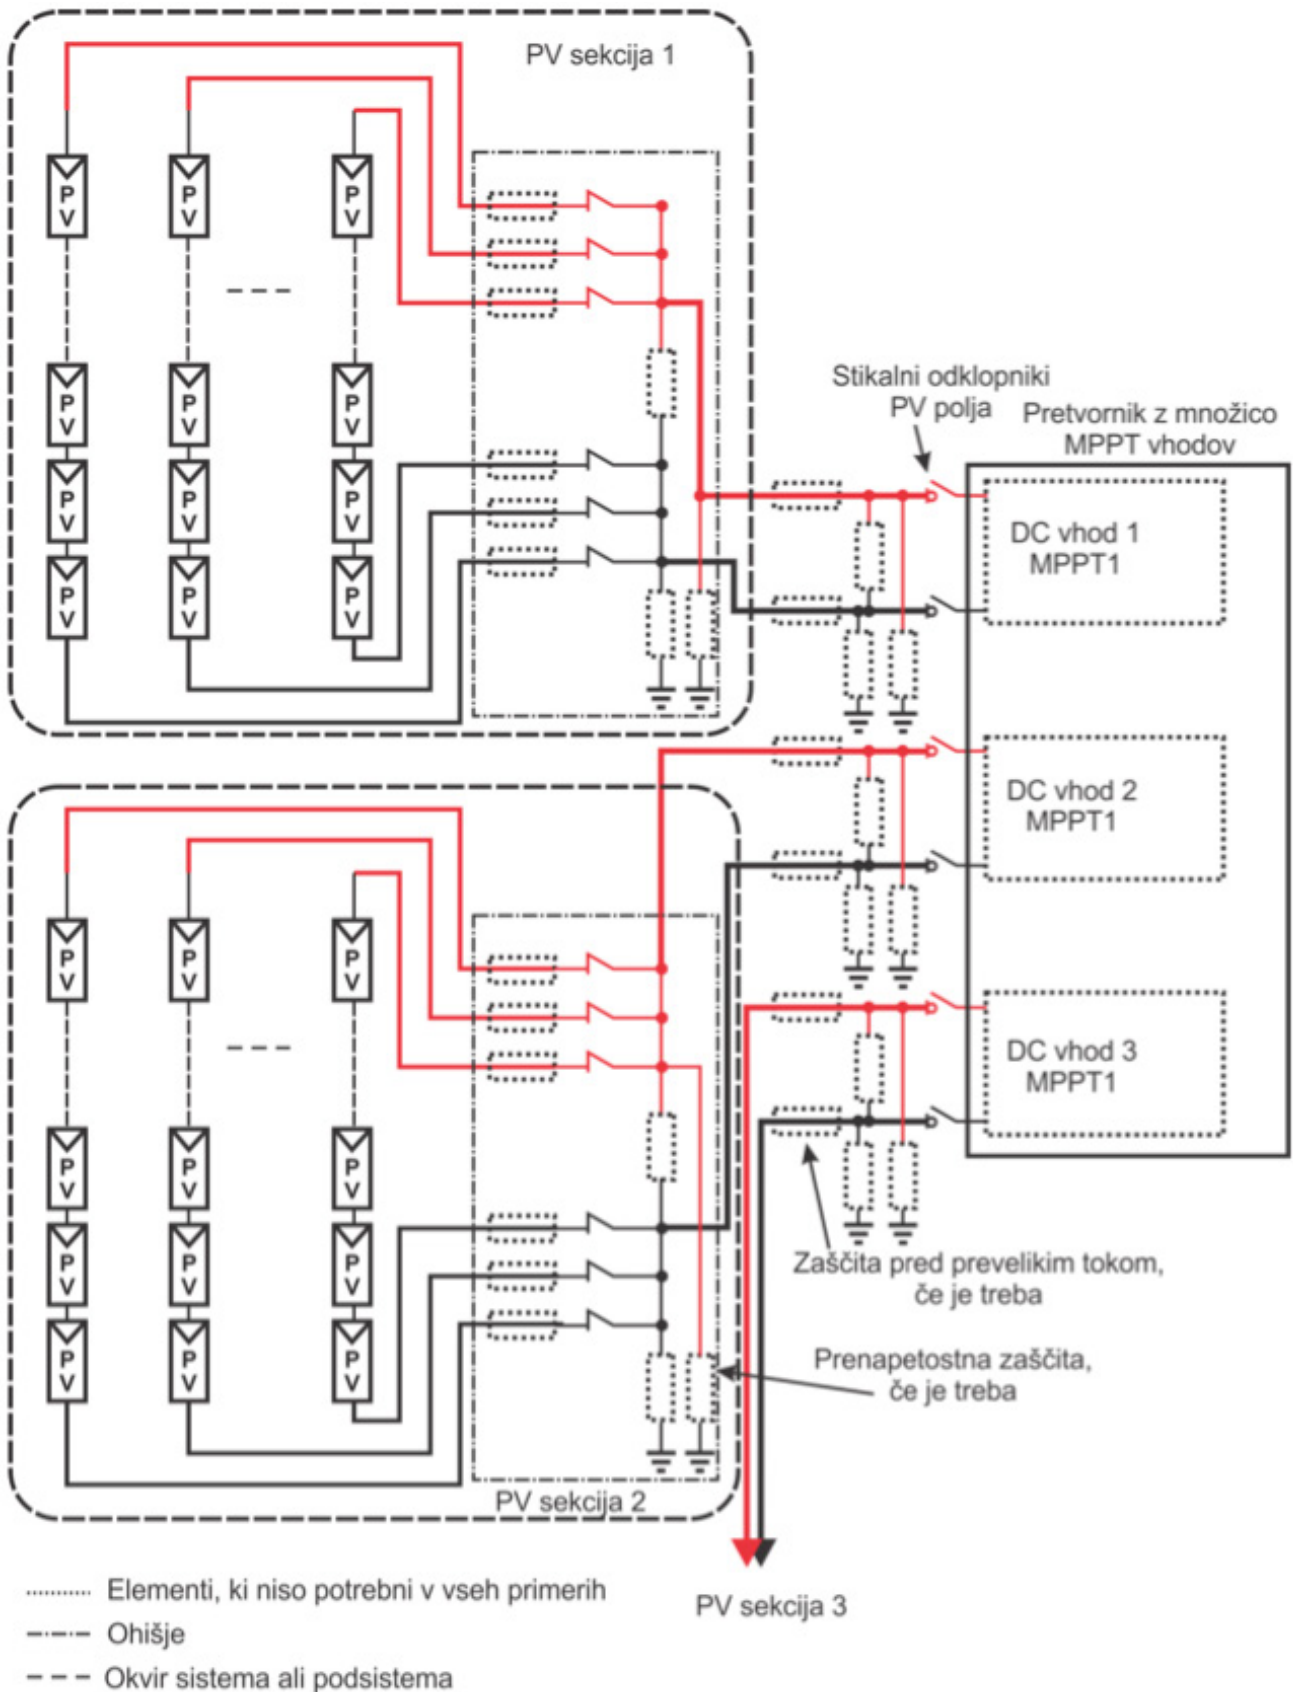 PV sekcija 1
P
V
P
V
P
V
P
V
P
V
P
V
P
V
P
V
P
V
P
V
P
V
P
V
Stikalni odklopniki
PV polja
Pretvornik z množico
MPPT vhodov
DC vhod 1
MPPT1
DC vhod 2
MPPT1
DC vhod 3
MPPT1
P
V
P
V
P
V
P
V
P
V
P
V
P
V
P
V
P
V
P
V
P
V
P
V
Zaščita pred prevelikim tokom,
če je treba
Prenapetostna zaščita,
če je treba
PV sekcija 2
PV sekcija 3
Elementi, ki niso potrebni v vseh primerih
Ohišje
Okvir sistema ali podsistema